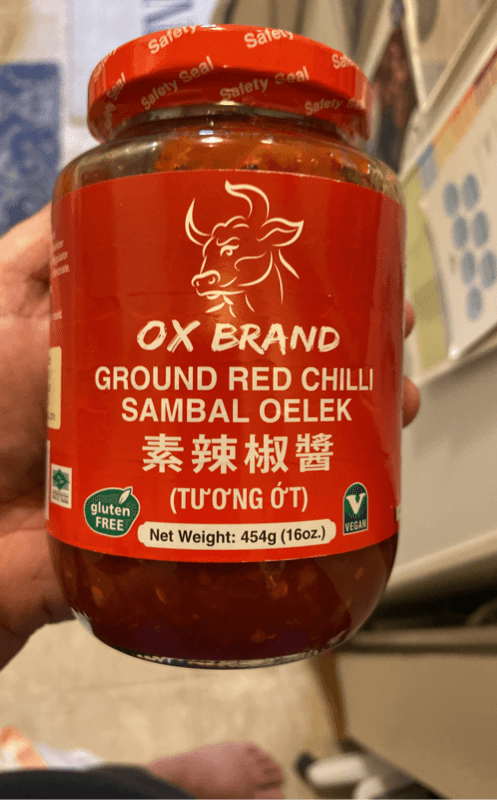 Safety Sàfety
Safety Seal Safety Seal Safety Seal
OX BRAND
GROUND RED CHILLI
SAMBAL OELEK
素辣椒醬
(TƯƠNG ỚT)
gluten
FREE
V
VEGAN
Net Weight: 454g (16oz.)